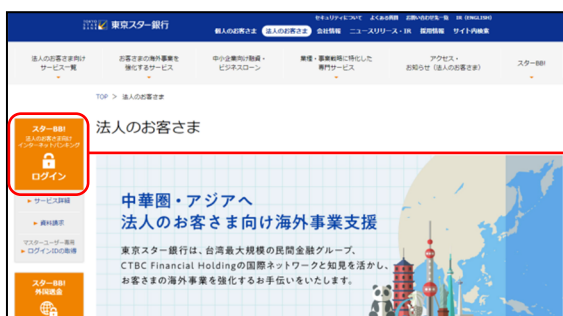 TOKYO STAR 東京スター銀行
セキュリティについて よくある質問 お問い合わせ先一覧 IR (ENGLISH)
個人のお客さま 法人のお客さま 会社情報 ニュースリリース・IR 採用情報 サイト内検索
法人のお客さま向け
サービス一覧
お客さまの海外事業を
強化するサービス
中小企業向け融資・
ビジネスローン
業種・事業戦略に特化した
専門サービス
アクセス・
お知らせ（法人のお客さま）
スターBB!
TOP > 法人のお客さま
スターBB!
法人のお客さま向け
インターネットバンキング
ログイン
サービス詳細
資料請求
マスターユーザー専用
ログインIDの取得
スターBB!
外国送金
法人のお客さま
中華圏・アジアへ
法人のお客さま向け海外事業支援
東京スター銀行は、台湾最大規模の民間金融グループ、
CTBC Financial Holdingの国際ネットワークと知見を活かし、
お客さまの海外事業を強化するお手伝いをいたします。